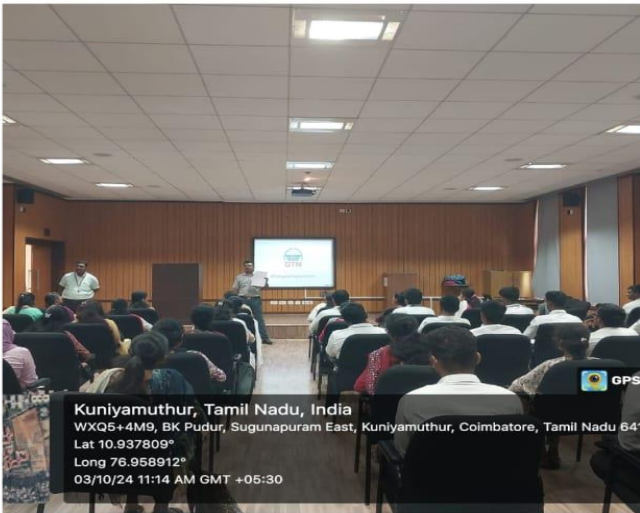 GTN
GPS
Kuniyamuthur, Tamil Nadu, India
WXQ5+4M9, BK Pudur, Sugunapuram East, Kuniyamuthur, Coimbatore, Tamil Nadu 641
Lat 10.937809°
Long 76.958912°
03/10/24 11:14 AM GMT +05:30